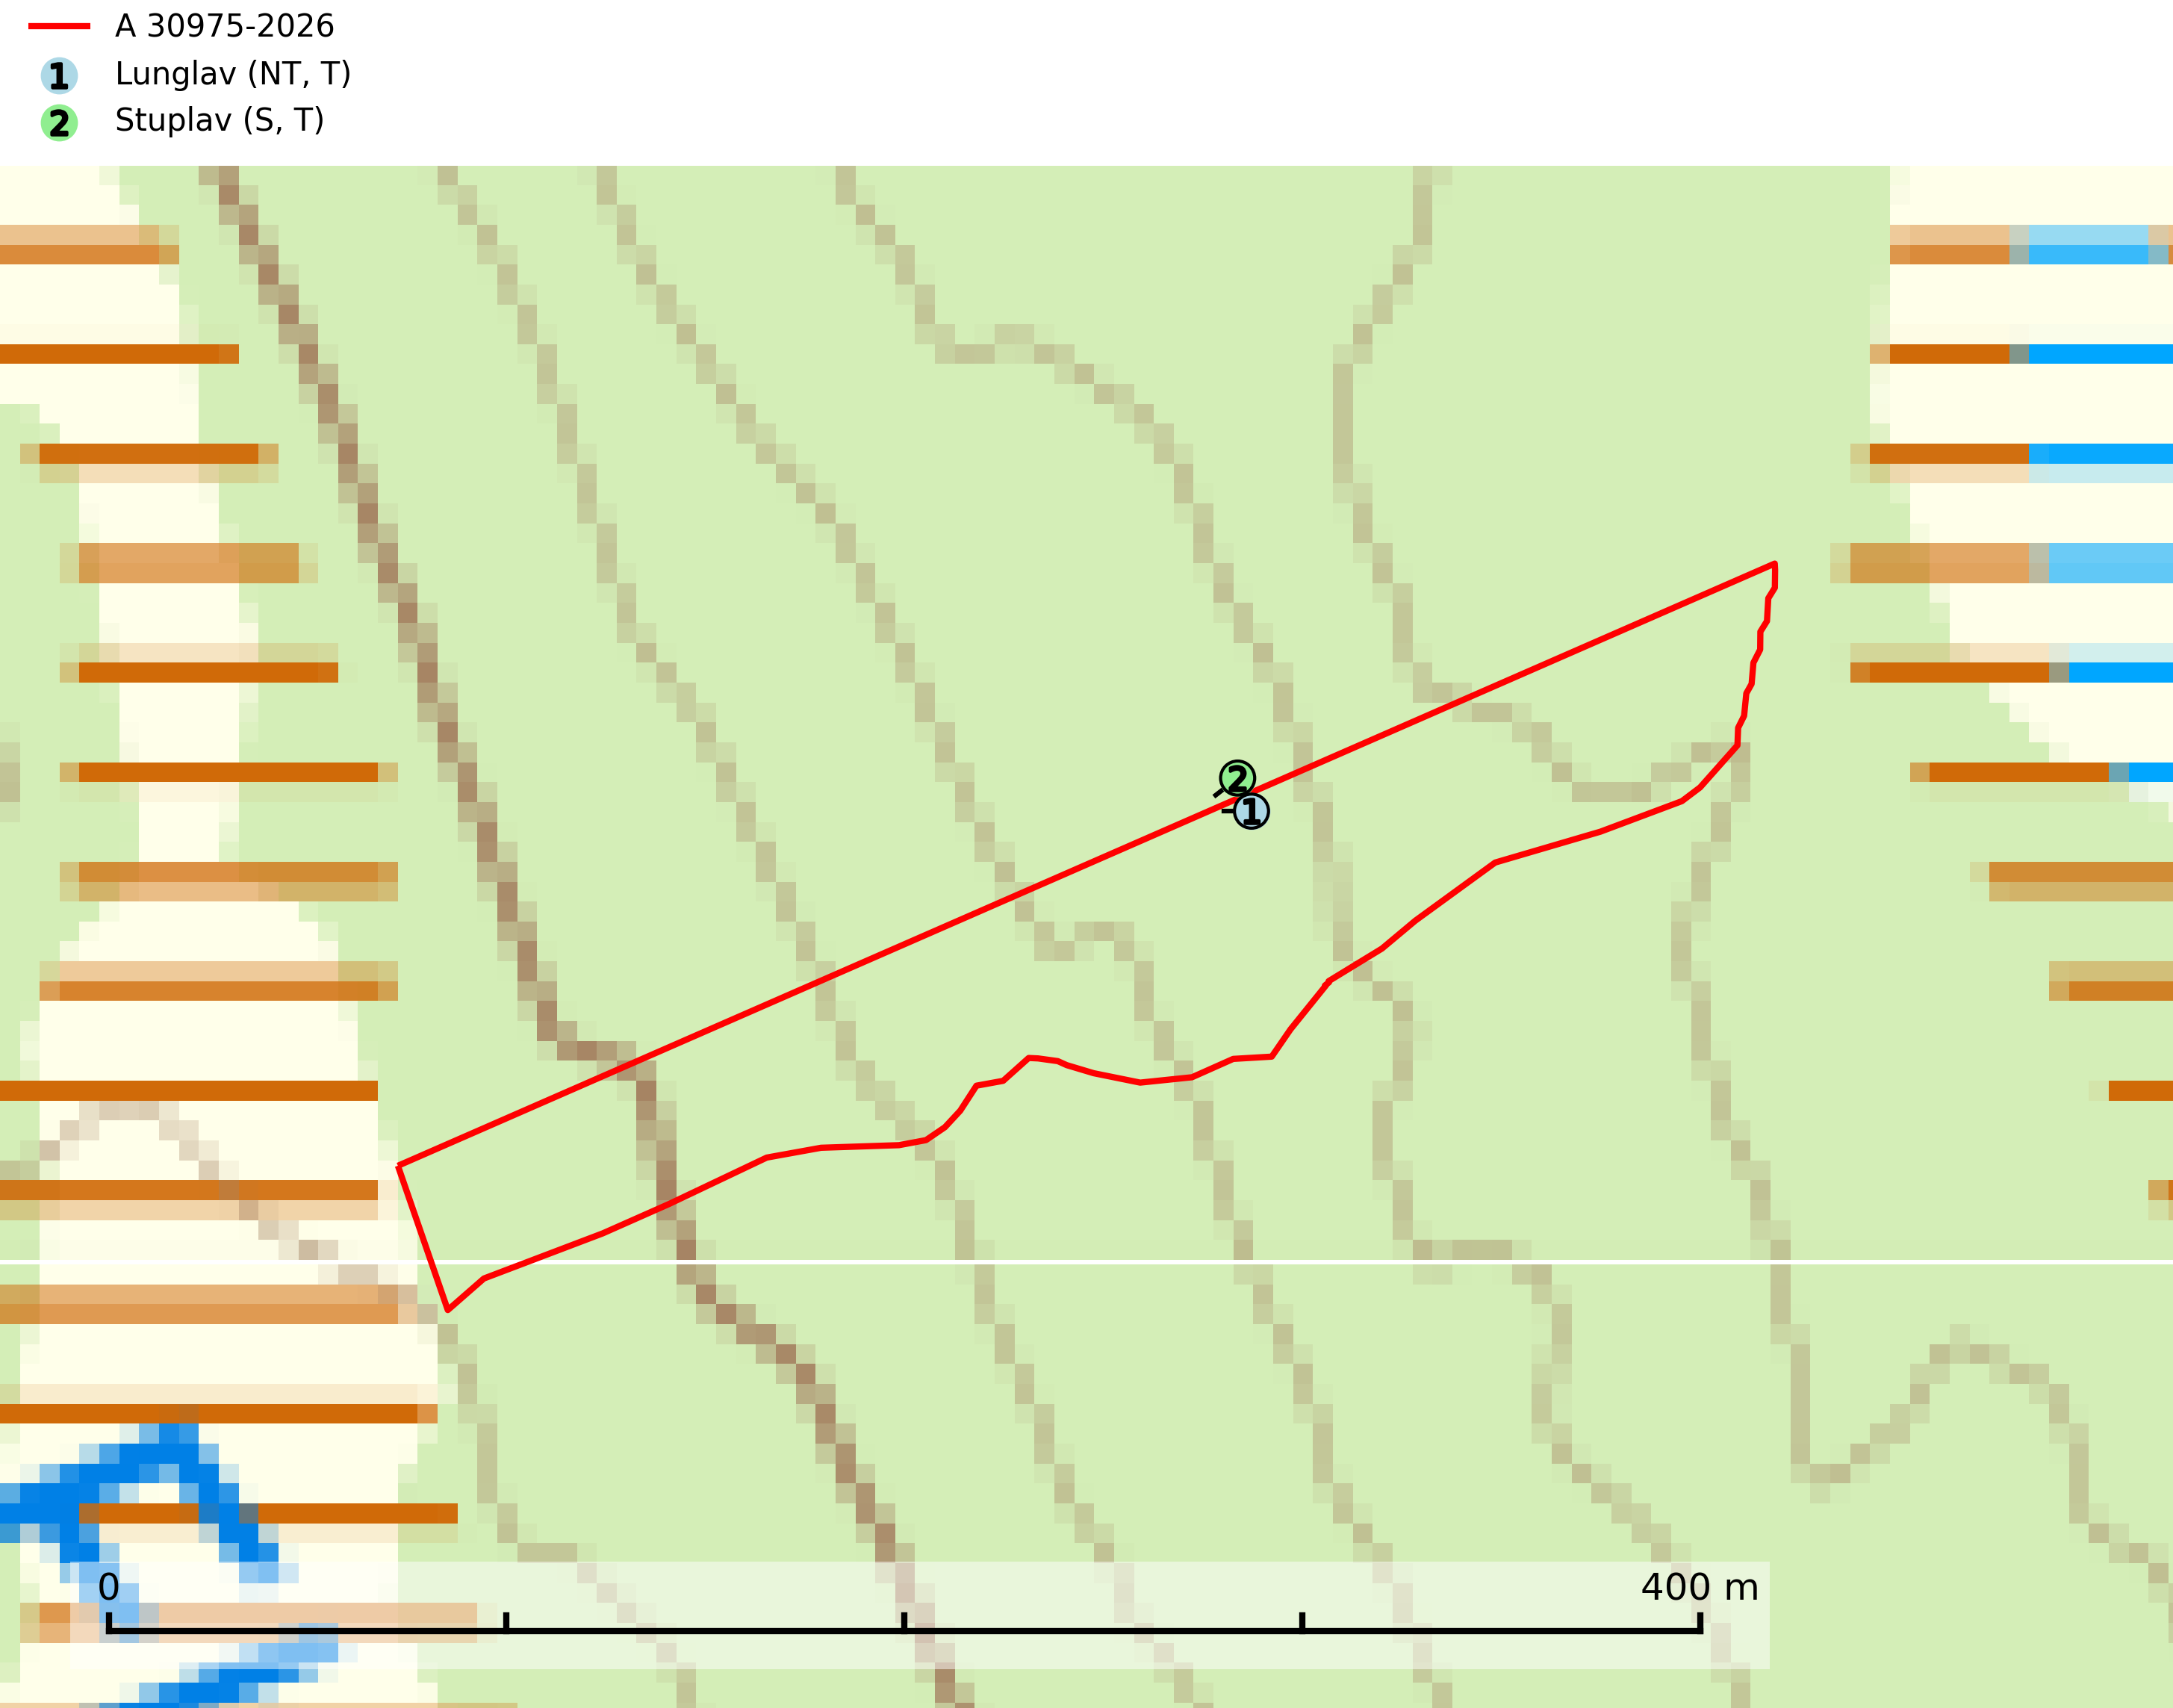 A 30975-2026
1 Lunglav (NT, T)
2 Stuplav (S, T)
2
1
0 400 m